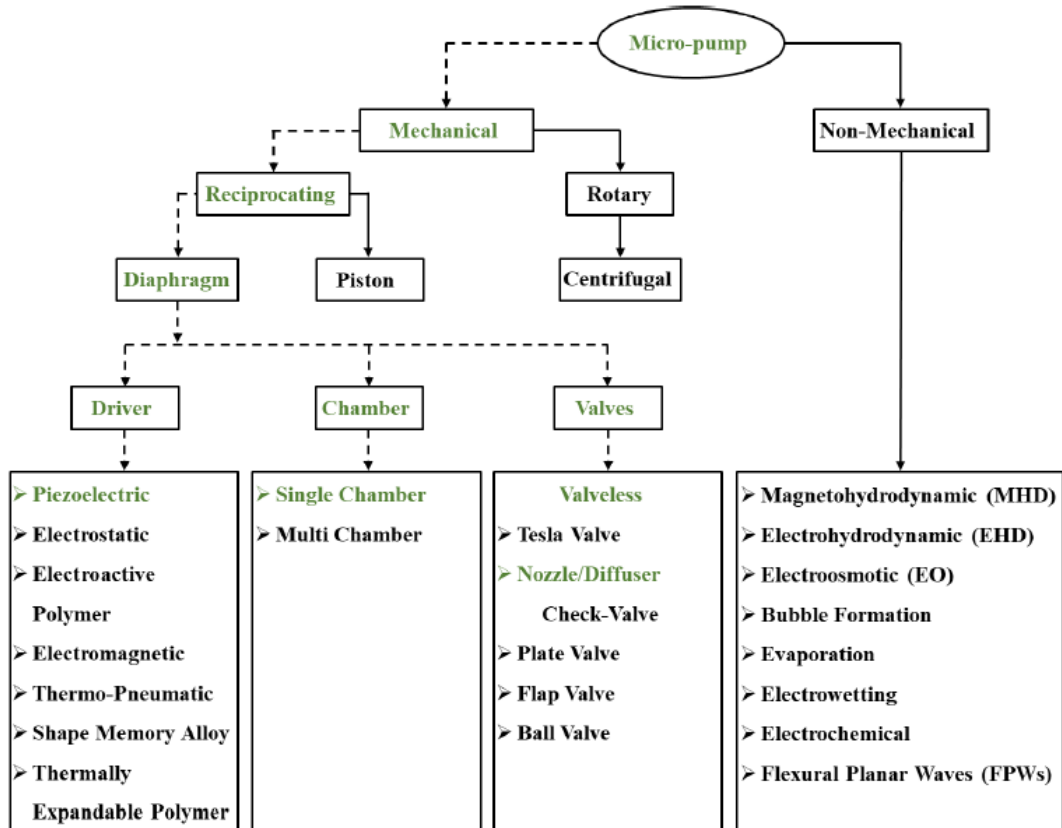 Micro-pump
Mechanical
Non-Mechanical
Reciprocating
Rotary
Diaphragm
Piston
Centrifugal
Driver
Chamber
Valves
➢ Piezoelectric
➢ Electrostatic
➢ Electroactive
Polymer
➢ Electromagnetic
➢ Thermo-Pneumatic
➢ Shape Memory Alloy
➢ Thermally
Expandable Polymer
➢ Single Chamber
➢ Multi Chamber
Valveless
➢ Tesla Valve
➢ Nozzle/Diffuser
Check-Valve
➢ Plate Valve
➢ Flap Valve
➢ Ball Valve
➢ Magnetohydrodynamic (MHD)
➢ Electrohydrodynamic (EHD)
➢ Electroosmotic (EO)
➢ Bubble Formation
➢ Evaporation
➢ Electrowetting
➢ Electrochemical
➢ Flexural Planar Waves (FPWs)